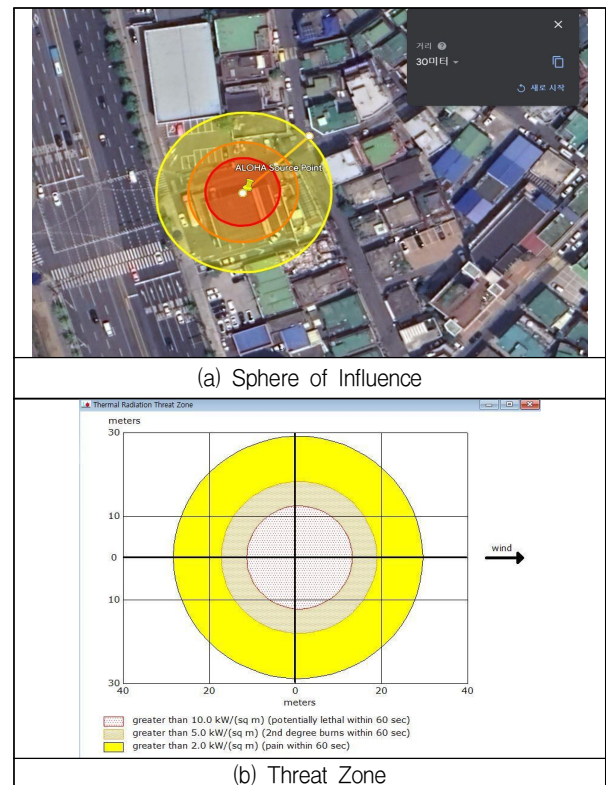 거리
30미터
새로 시작
ALOHA Source Point
(a) Sphere of Influence
Thermal Radiation Threat Zone
meters
30
10
0
10
30
40
20
0
20
40
meters
wind
greater than 10.0 kW/(sq m) (potentially lethal within 60 sec)
greater than 5.0 kW/(sq m) (2nd degree burns within 60 sec)
greater than 2.0 kW/(sq m) (pain within 60 sec)
(b) Threat Zone